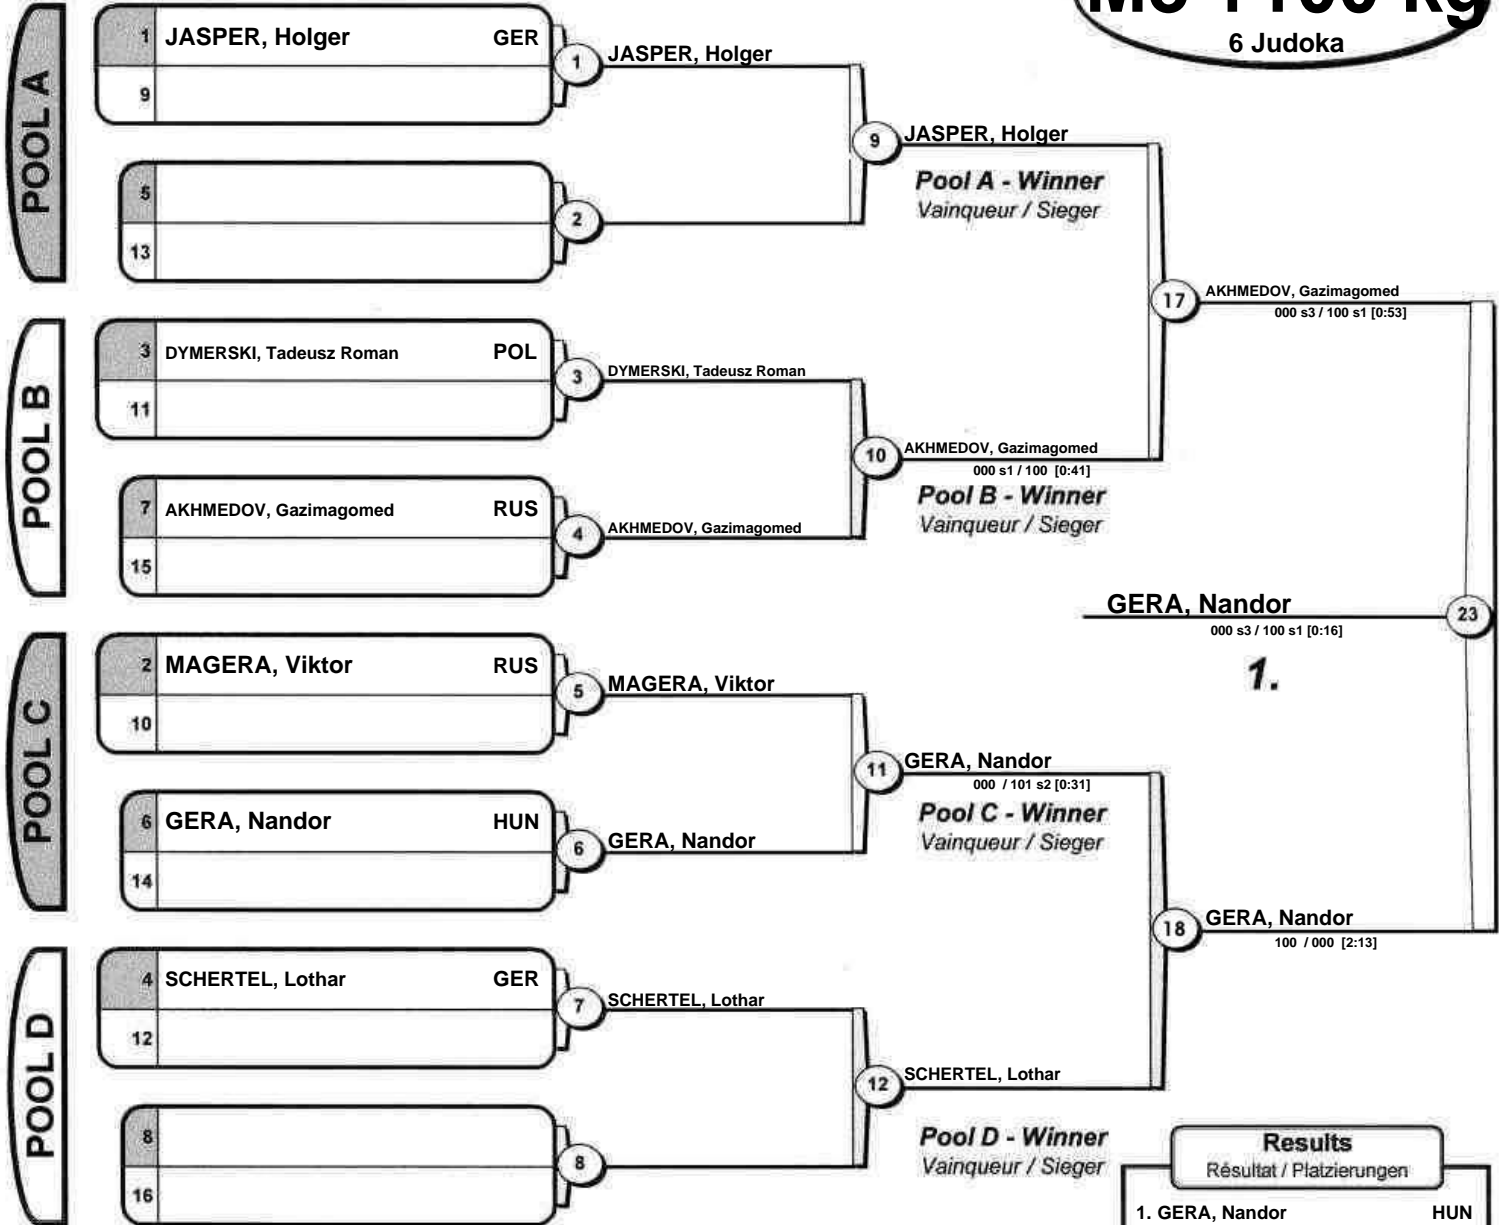 6 Judoka
POOL A
1 JASPER, Holger GER
9
1 JASPER, Holger
5
13
2
9 JASPER, Holger
Pool A - Winner
Vainqueur / Sieger
POOL B
3 DYMERSKI, Tadeusz Roman POL
11
3 DYMERSKI, Tadeusz Roman
7 AKHMEDOV, Gazimagomed RUS
15
4 AKHMEDOV, Gazimagomed
10 AKHMEDOV, Gazimagomed
000 s1 / 100 [0:41]
Pool B - Winner
Vainqueur / Sieger
17 AKHMEDOV, Gazimagomed
000 s3 / 100 s1 [0:53]
GERA, Nandor 23
000 s3 / 100 s1 [0:16]
1.
POOL C
2 MAGERA, Viktor RUS
10
5 MAGERA, Viktor
6 GERA, Nandor HUN
14
6 GERA, Nandor
11 GERA, Nandor
000 / 101 s2 [0:31]
Pool C - Winner
Vainqueur / Sieger
18 GERA, Nandor
100 / 000 [2:13]
POOL D
4 SCHERTEL, Lothar GER
12
7 SCHERTEL, Lothar
8
16
8
12 SCHERTEL, Lothar
Pool D - Winner
Vainqueur / Sieger
Results
Résultat / Platzierungen
1. GERA, Nandor HUN